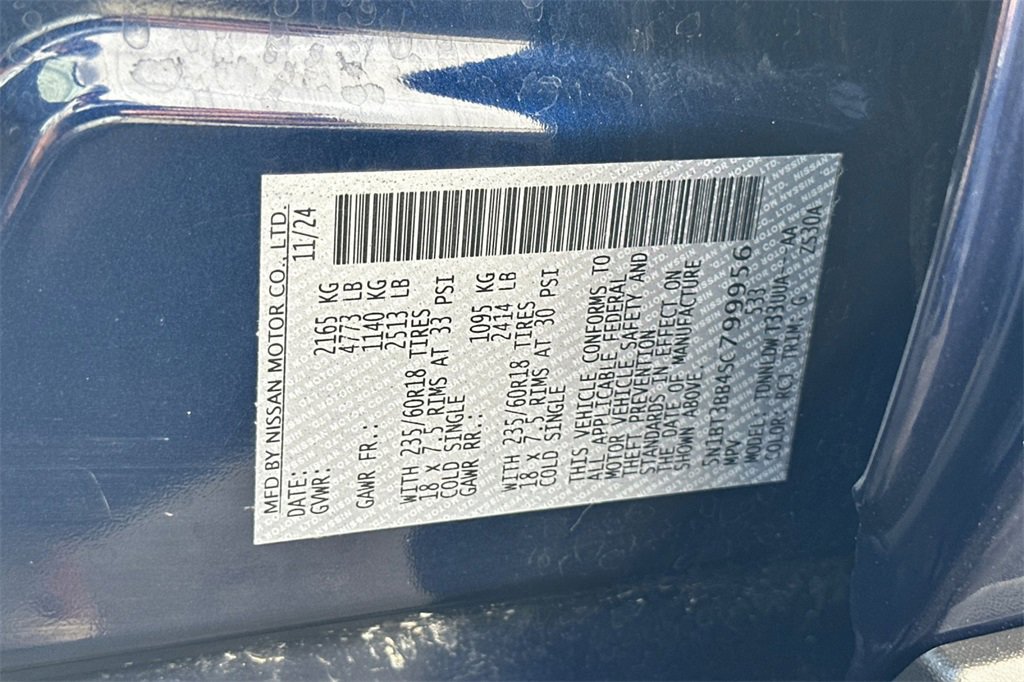 MFD BY NISSAN MOTOR CO., LTD.
DATE: 11/24
GVWR: 2165 KG
4773 LB
GAWR FR.: 1140 KG
2513 LB
WITH 235/60R18 TIRES
18 X 7.5 RIMS AT 33 PSI
COLD SINGLE
GAWR RR.: 1095 KG
2414 LB
WITH 235/60R18 TIRES
18 X 7.5 RIMS AT 30 PSI
COLD SINGLE
THIS VEHICLE CONFORMS TO
ALL APPLICABLE FEDERAL
MOTOR VEHICLE SAFETY AND
THEFT PREVENTION
STANDARDS IN EFFECT ON
THE DATE OF MANUFACTURE
SHOWN ABOVE.
5N1BT3BB4SC799956
MPV 533
MODEL: TDNNLDW T33UUA---AA
COLOR: RCJ TRIM: G ZS30A